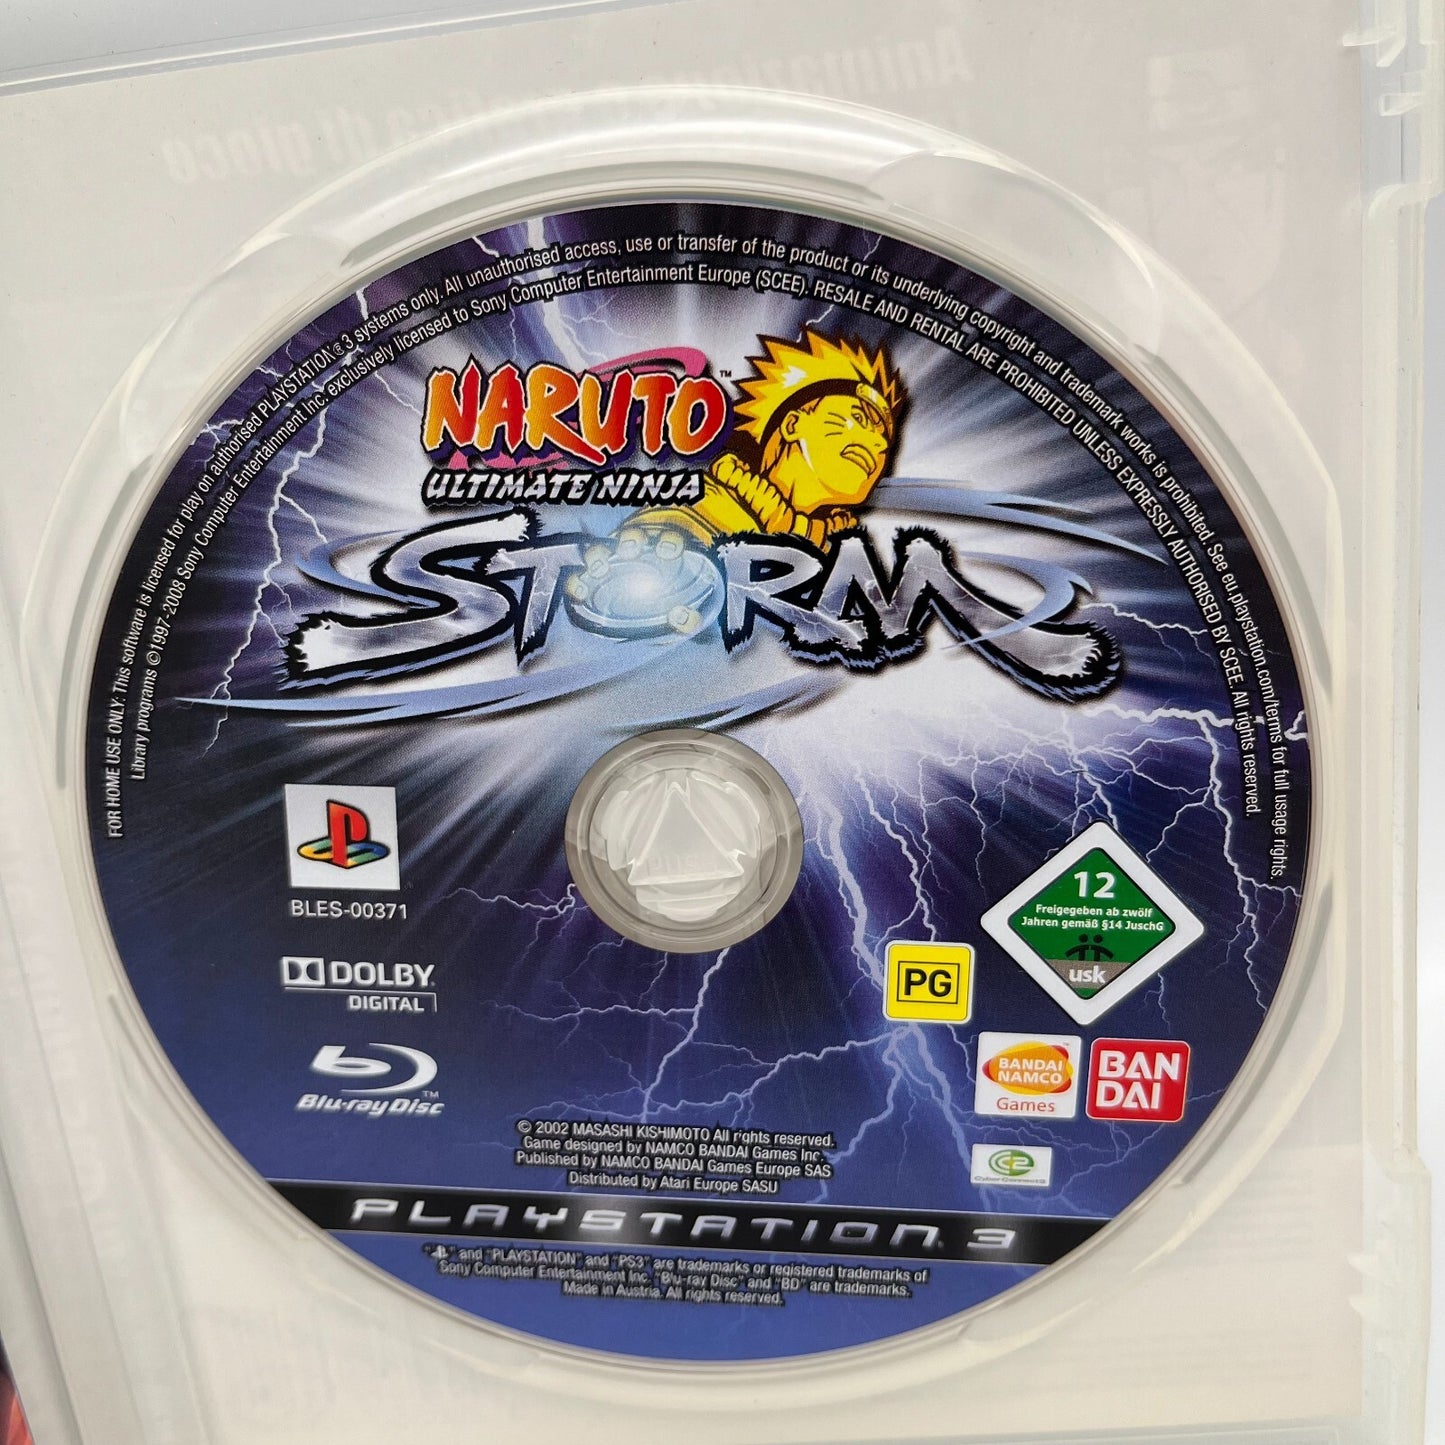 FOR HOME USE ONLY: This software is licensed for play on authorised PLAYSTATION®3 systems only. All unauthorised access, use or transfer of the product or its underlying copyright and trademark works is prohibited. See eu.playstation.com/terms for full usage rights.
Library programs ©1997-2008 Sony Computer Entertainment Inc. exclusively licensed to Sony Computer Entertainment Europe (SCEE). RESALE AND RENTAL ARE PROHIBITED UNLESS EXPRESSLY AUTHORISED BY SCEE. All rights reserved.
NARUTO™
ULTIMATE NINJA
STORM
BLES-00371
DOLBY
DIGITAL
Blu-ray Disc™
12
Freigegeben ab zwölf
Jahren gemäß §14 JuschG
usk
PG
BANDAI
NAMCO
Games
BAN
DAI
CyberConnect2
© 2002 MASASHI KISHIMOTO All rights reserved.
Game designed by NAMCO BANDAI Games Inc.
Published by NAMCO BANDAI Games Europe SAS
Distributed by Atari Europe SASU
PLAYSTATION®3
" " and "PLAYSTATION" and "PS3" are trademarks or registered trademarks of
Sony Computer Entertainment Inc. "Blu-ray Disc" and "BD" are trademarks.
Made in Austria. All rights reserved.